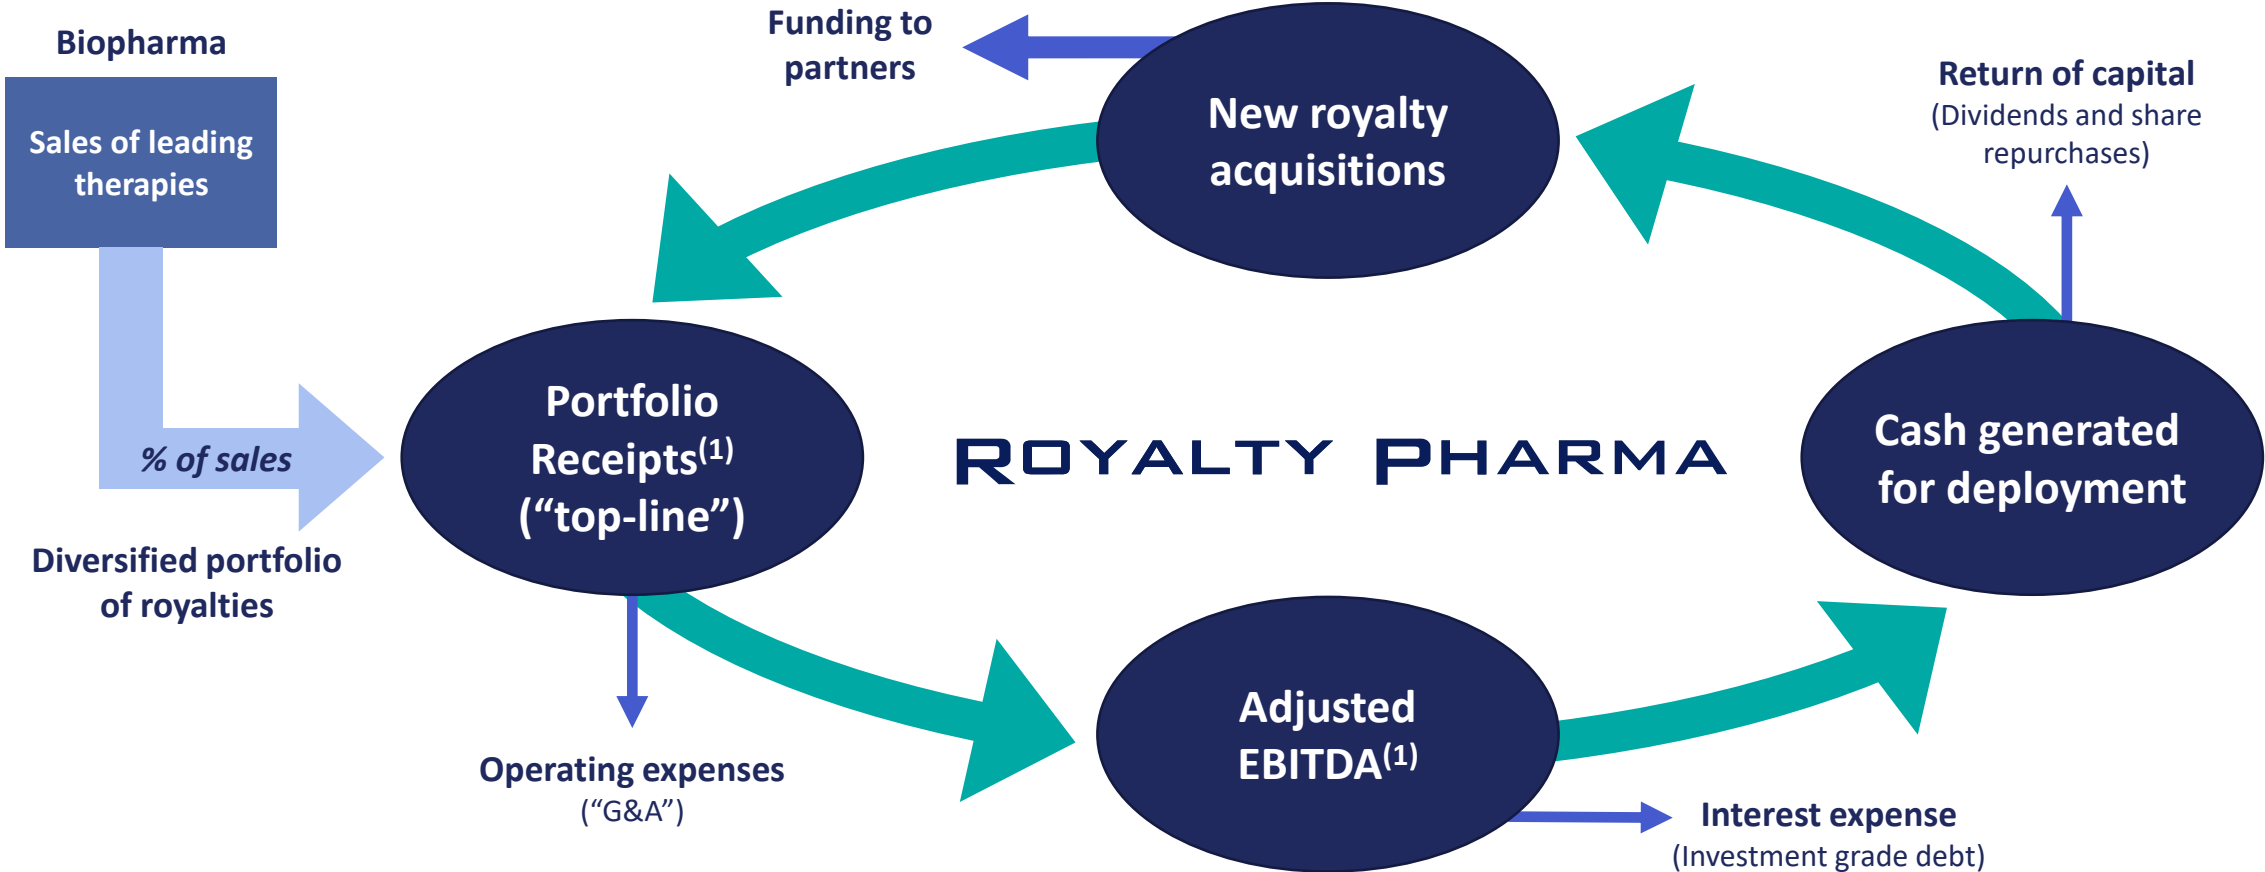 Biopharma
Sales of leading
therapies
% of sales
Diversified portfolio
of royalties
Funding to
partners
New royalty
acquisitions
Return of capital
(Dividends and share
repurchases)
Portfolio
Receipts(1)
(“top-line”)
ROYALTY PHARMA
Cash generated
for deployment
Operating expenses
(“G&A”)
Adjusted
EBITDA(1)
Interest expense
(Investment grade debt)